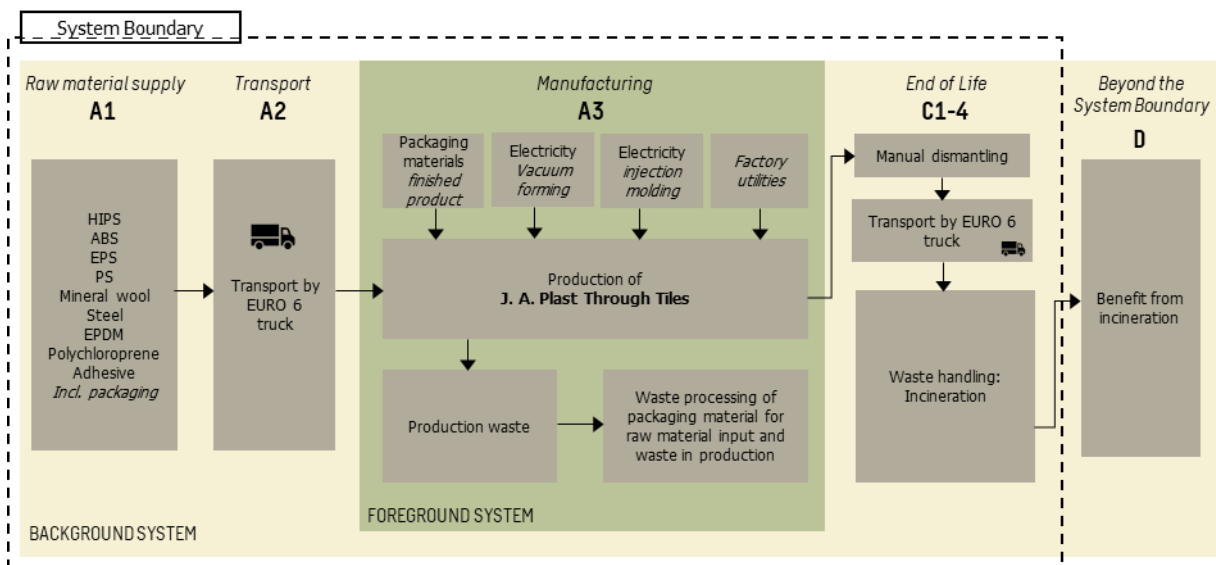 System Boundary
Raw material supply
A1
HIPS
ABS
EPS
PS
Mineral wool
Steel
EPDM
Polychloroprene
Adhesive
Incl. packaging
Transport
A2
Transport by
EURO 6
truck
Manufacturing
A3
Packaging
materials
finished
product
Electricity
Vacuum
forming
Electricity
injection
molding
Factory
utilities
Production of
J. A. Plast Through Tiles
Production waste
Waste processing of
packaging material for
raw material input and
waste in production
FOREGROUND SYSTEM
End of Life
C1-4
Manual dismantling
Transport by EURO 6
truck
Waste handling:
Incineration
Beyond the
System Boundary
D
Benefit from
incineration
BACKGROUND SYSTEM